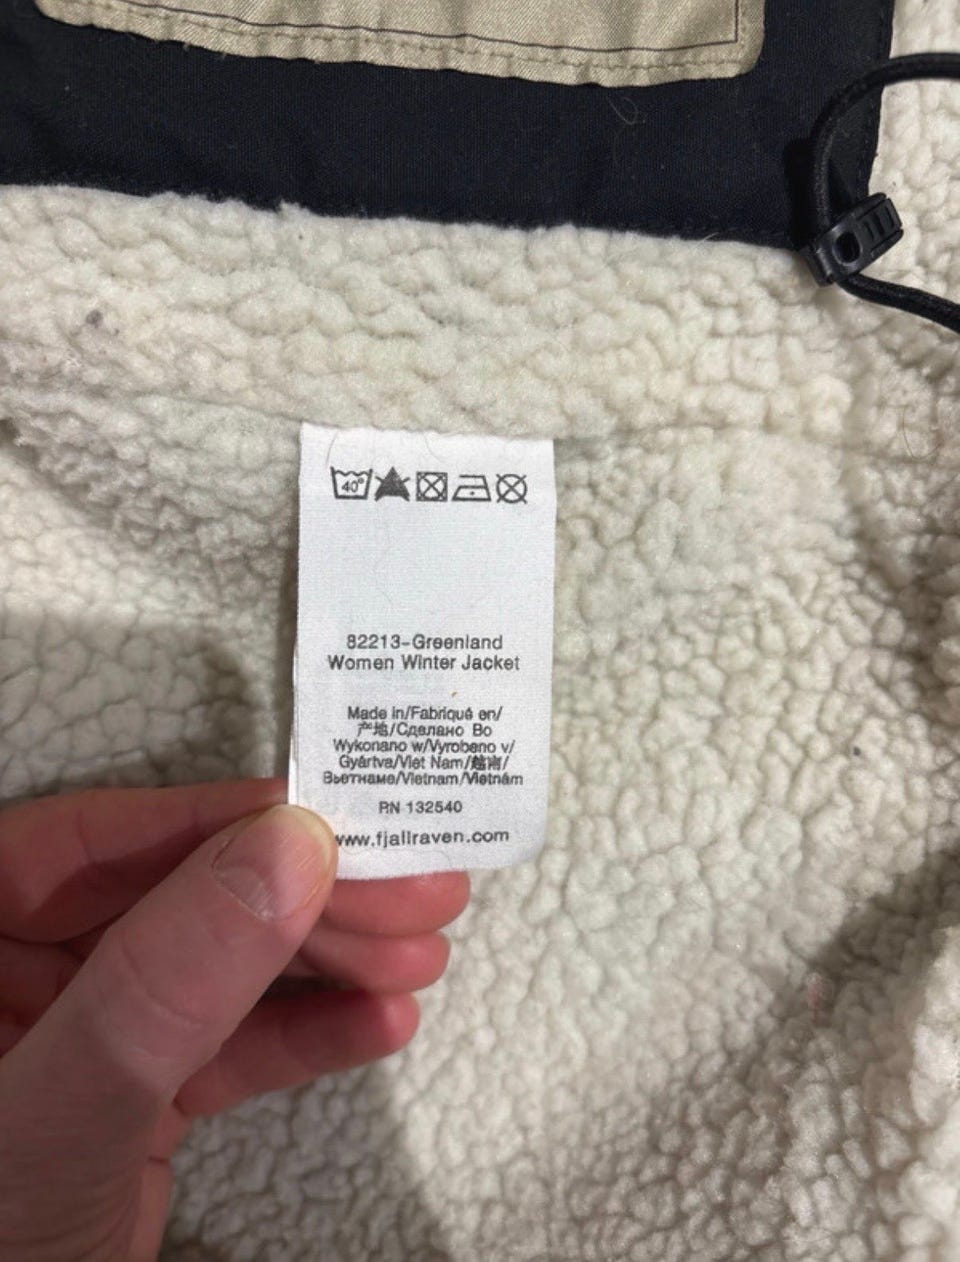 40°
82213-Greenland
Women Winter Jacket
Made in/Fabriqué en/
产地/Сделано Во
Wykonano w/Vyrobeno v/
Gyártva/Viet Nam/越南/
Вьетнаме/Vietnam/Vietnám
RN 132540
www.fjallraven.com